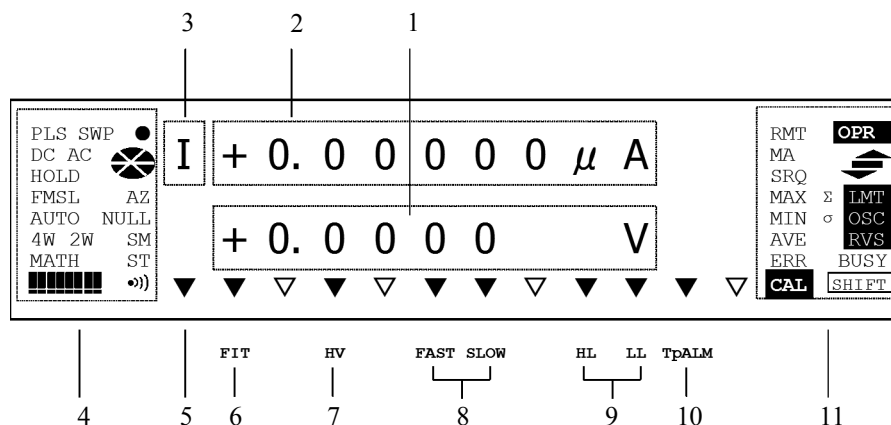 3 2 1
PLS SWP
DC AC
HOLD
FMSL AZ
AUTO NULL
4W 2W SM
MATH ST
I
+ 0. 0 0 0 0 0 μ A
+ 0. 0 0 0 0 V
RMT OPR
MA
SRQ
MAX Σ LMT
MIN σ OSC
AVE RVS
ERR BUSY
CAL SHIFT
FIT HV FAST SLOW HL LL TpALM
4 5 6 7 8 9 10 11